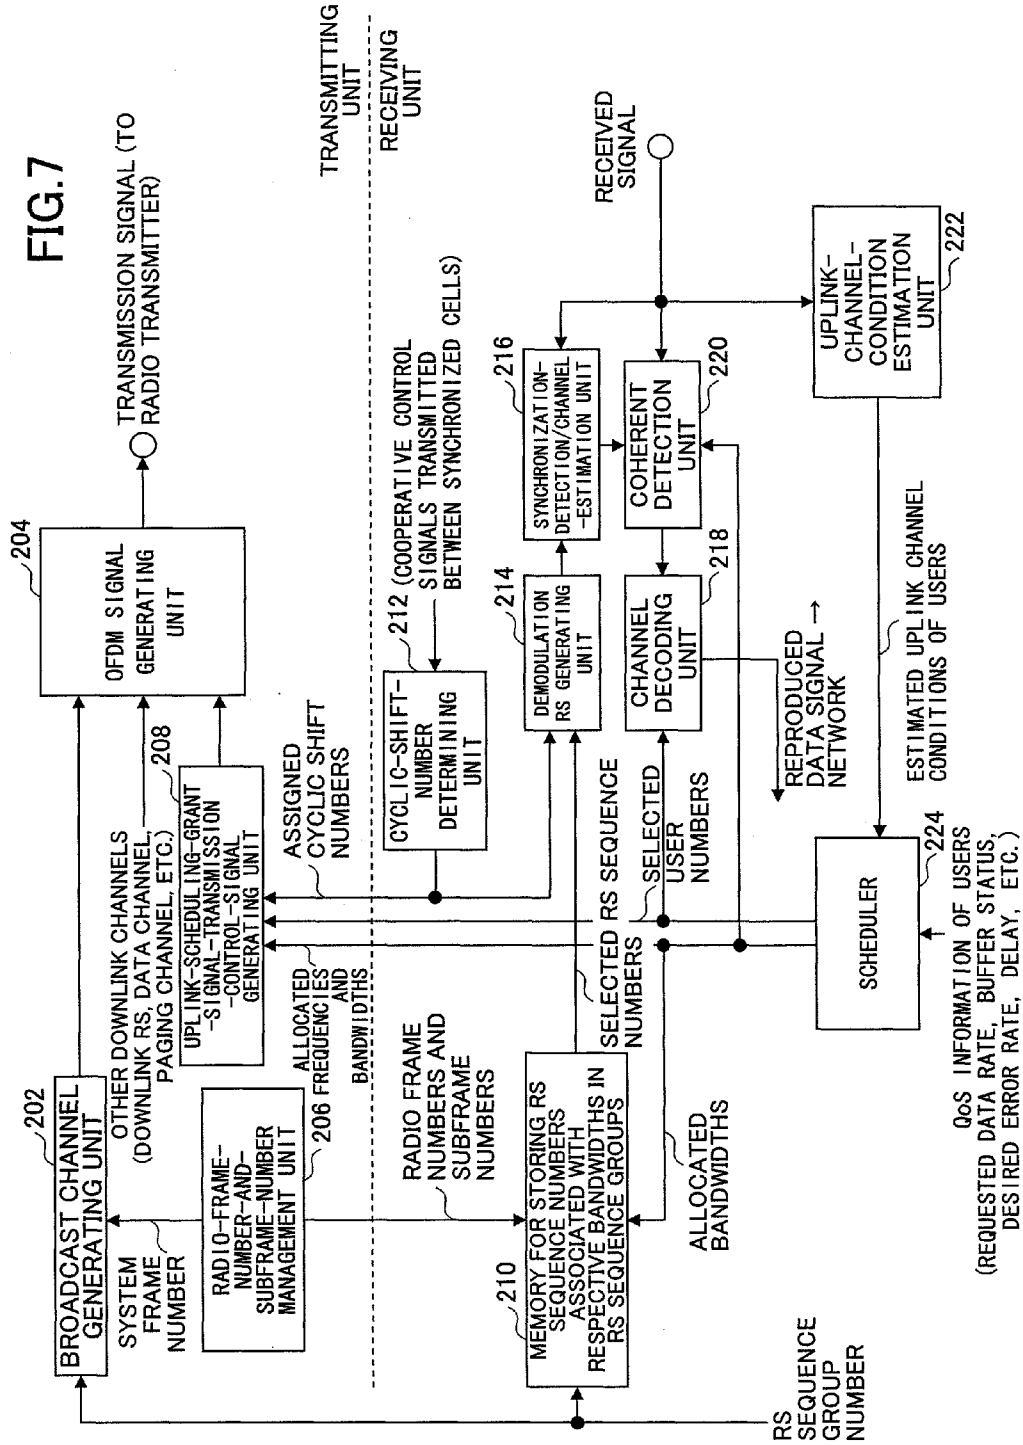 FIG.7
TRANSMISSION SIGNAL (TO
RADIO TRANSMITTER)
TRANSMITTING
UNIT
RECEIVING
UNIT
204
OFDM SIGNAL
GENERATING
UNIT
202
BROADCAST CHANNEL
GENERATING UNIT
OTHER DOWNLINK CHANNELS
(DOWNLINK RS, DATA CHANNEL,
PAGING CHANNEL, ETC.)
208
UPLINK-SCHEDULING-GRANT
-SIGNAL-TRANSMISSION
-CONTROL-SIGNAL
GENERATING UNIT
SYSTEM
FRAME
NUMBER
RADIO-FRAME-
NUMBER-AND-
SUBFRAME-NUMBER
MANAGEMENT UNIT
206
ALLOCATED
FREQUENCIES
AND
BANDWIDTHS
ASSIGNED
CYCLIC SHIFT
NUMBERS
212
(COOPERATIVE CONTROL
SIGNALS TRANSMITTED
BETWEEN SYNCHRONIZED CELLS)
CYCLIC-SHIFT-
NUMBER
DETERMINING
UNIT
RADIO FRAME
NUMBERS AND
SUBFRAME
NUMBERS
210
MEMORY FOR STORING RS
SEQUENCE NUMBERS
ASSOCIATED WITH
RESPECTIVE BANDWIDTHS IN
RS SEQUENCE GROUPS
SELECTED RS SEQUENCE
NUMBERS
214
DEMODULATION
RS GENERATING
UNIT
216
SYNCHRONIZATION-
DETECTION/CHANNEL
-ESTIMATION UNIT
RECEIVED
SIGNAL
SELECTED
USER
NUMBERS
218
CHANNEL
DECODING
UNIT
220
COHERENT
DETECTION
UNIT
ALLOCATED
BANDWIDTHS
REPRODUCED
DATA SIGNAL →
NETWORK
RS
SEQUENCE
GROUP
NUMBER
SCHEDULER
224
ESTIMATED UPLINK CHANNEL
CONDITIONS OF USERS
UPLINK-
CHANNEL-
CONDITION
ESTIMATION
UNIT
222
QoS INFORMATION OF USERS
(REQUESTED DATA RATE, BUFFER STATUS,
DESIRED ERROR RATE, DELAY, ETC.)